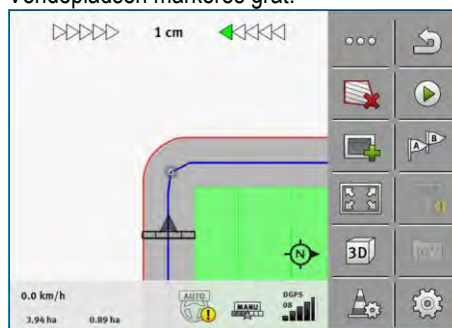 Vendepladsen markeres gråt.
1 cm
A B
3D
N
0.0 km/h
AUTO
MANU
DGPS
08
3.94 ha
0.89 ha